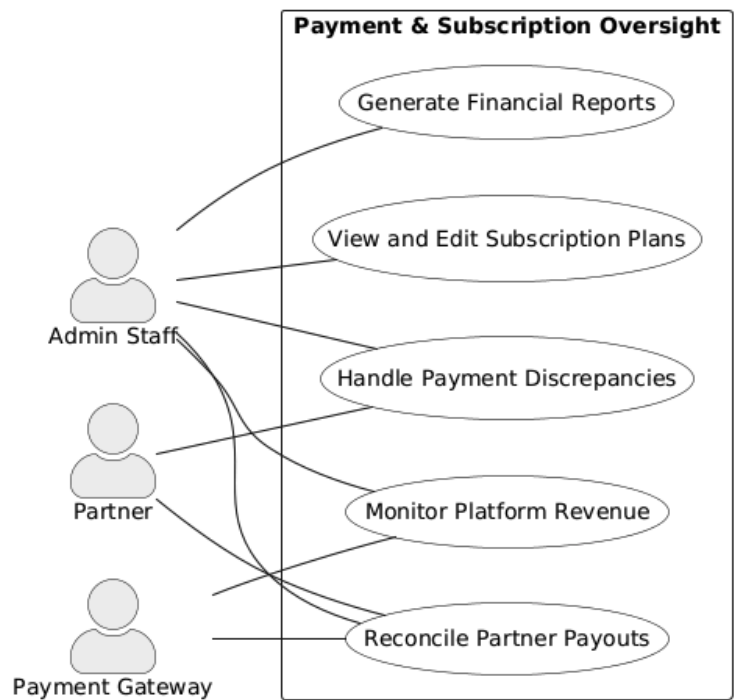 Payment & Subscription Oversight
Generate Financial Reports
View and Edit Subscription Plans
Admin Staff
Handle Payment Discrepancies
Partner
Monitor Platform Revenue
Reconcile Partner Payouts
Payment Gateway